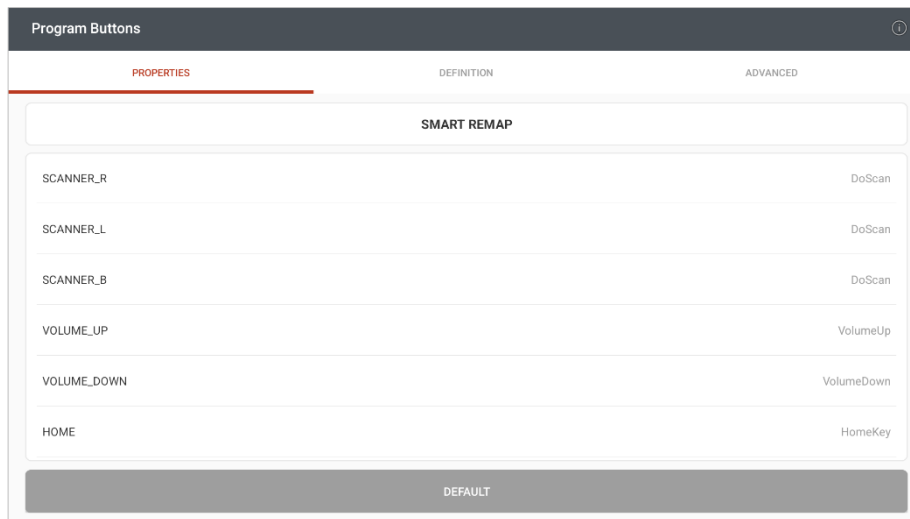 Program Buttons
PROPERTIES DEFINITION ADVANCED
SMART REMAP
SCANNER_R DoScan
SCANNER_L DoScan
SCANNER_B DoScan
VOLUME_UP VolumeUp
VOLUME_DOWN VolumeDown
HOME HomeKey
DEFAULT